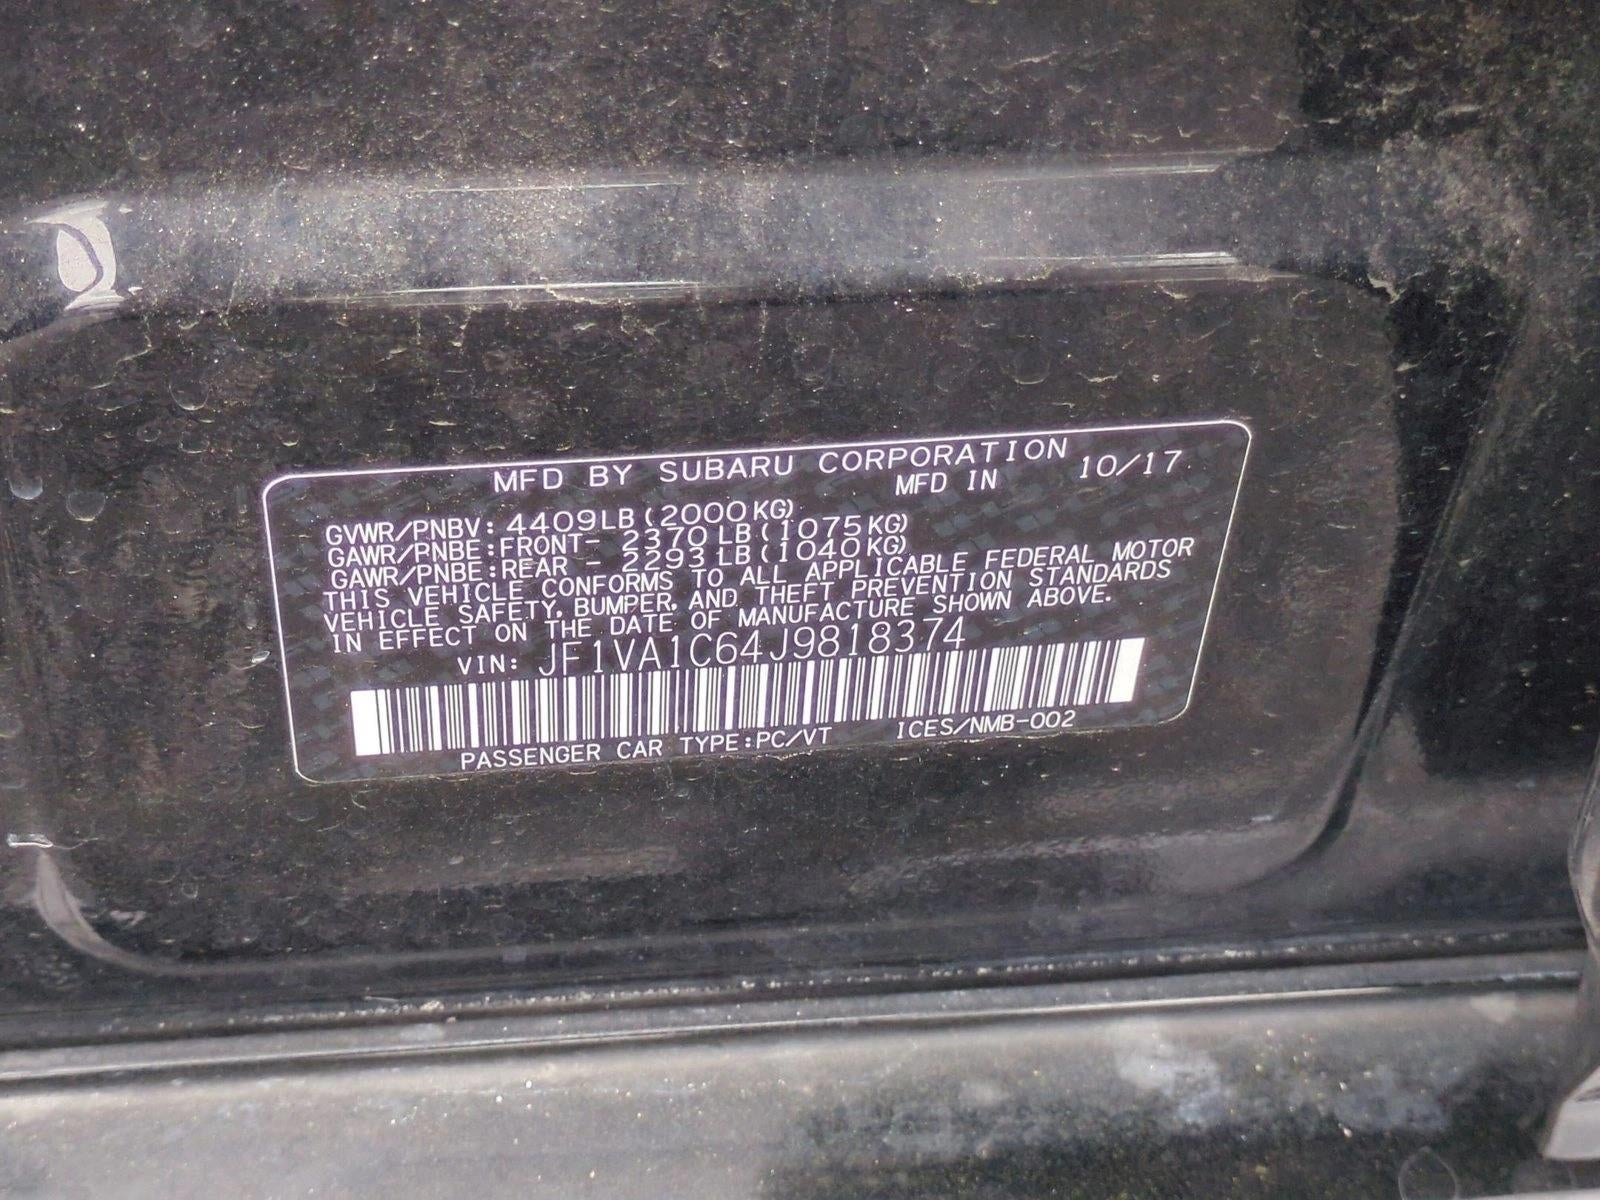 MFD BY SUBARU CORPORATION
MFD IN 10/17
GVWR/PNBV: 4409LB(2000KG)
GAWR/PNBE:FRONT- 2370LB(1075KG)
GAWR/PNBE:REAR - 2293LB(1040KG)
THIS VEHICLE CONFORMS TO ALL APPLICABLE FEDERAL MOTOR
VEHICLE SAFETY, BUMPER, AND THEFT PREVENTION STANDARDS
IN EFFECT ON THE DATE OF MANUFACTURE SHOWN ABOVE.
VIN: JF1VA1C64J9818374
PASSENGER CAR TYPE:PC/VT ICES/NMB-002